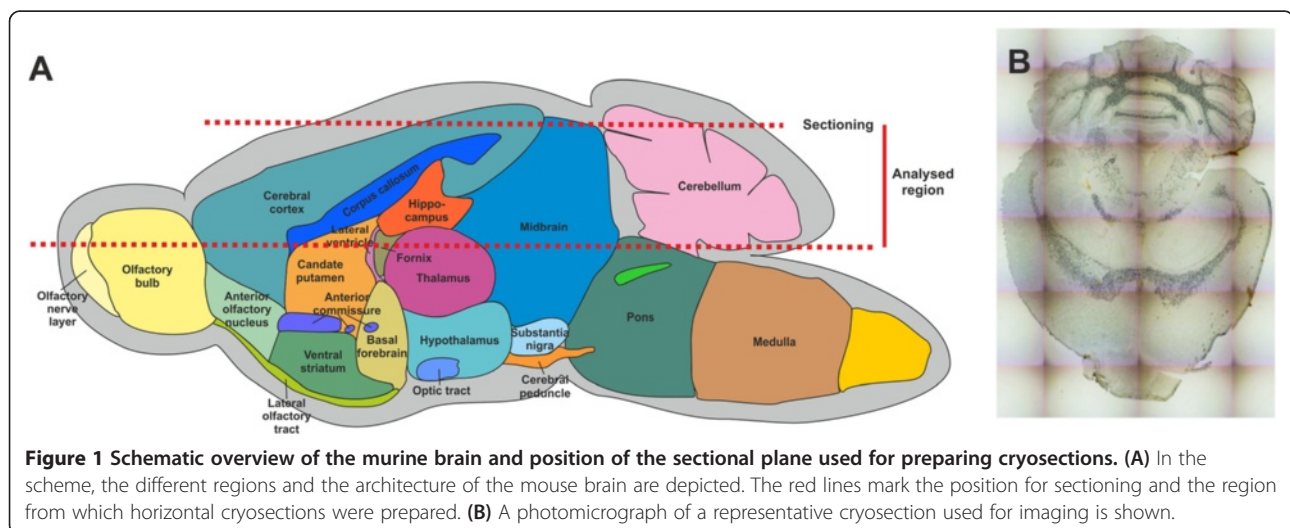 A
B
Sectioning
Analysed
region
Cerebral
cortex
Corpus callosum
Hippo-
campus
Cerebellum
Midbrain
Lateral
ventricle
Fornix
Thalamus
Olfactory
bulb
Candate
putamen
Olfactory
nerve
layer
Anterior
olfactory
nucleus
Anterior
commissure
Pons
Medulla
Basal
forebrain
Hypothalamus
Substantia
nigra
Ventral
striatum
Optic tract
Cerebral
peduncle
Lateral
olfactory
tract
Figure 1 Schematic overview of the murine brain and position of the sectional plane used for preparing cryosections. (A) In the
scheme, the different regions and the architecture of the mouse brain are depicted. The red lines mark the position for sectioning and the region
from which horizontal cryosections were prepared. (B) A photomicrograph of a representative cryosection used for imaging is shown.